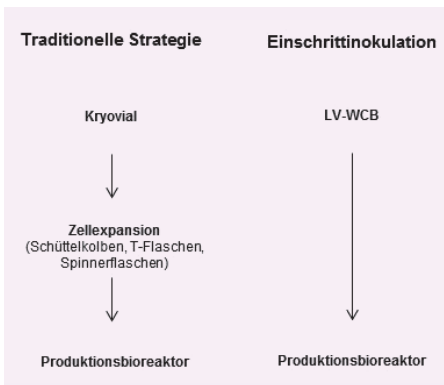 Traditionelle Strategie
Kryovial
Zellexpansion
(Schüttelkolben, T-Flaschen,
Spinnerflaschen)
Produktionsbioreaktor
Einschrittinokulation
LV-WCB
Produktionsbioreaktor